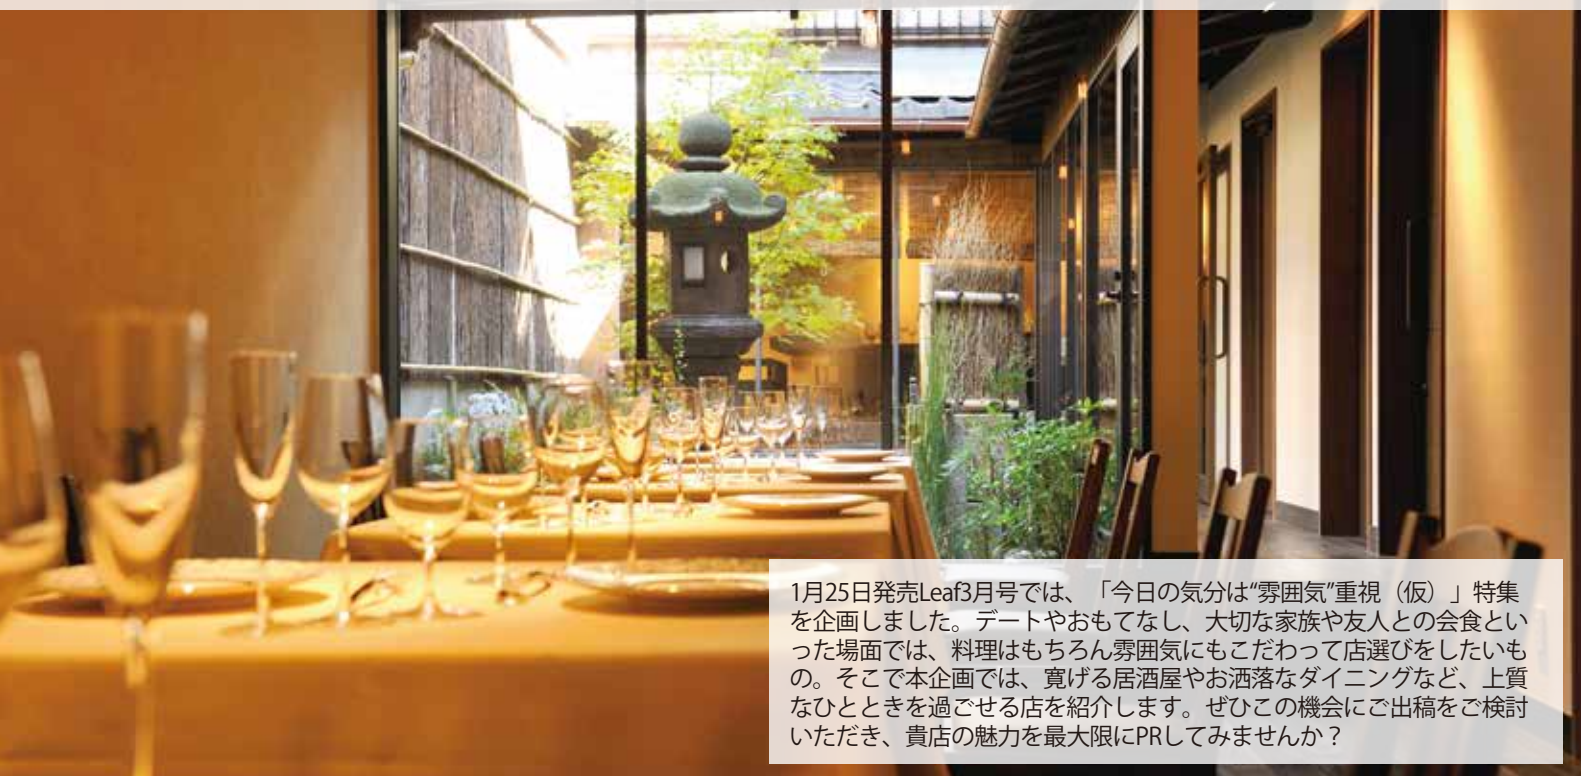 1月25日発売Leaf3月号では、「今日の気分は“雰囲気”重視（仮）」特集
を企画しました。デートやおもてなし、大切な家族や友人との会食とい
った場面では、料理はもちろん雰囲気にもこだわって店選びをしたいも
の。そこで本企画では、寛げる居酒屋やお洒落なダイニングなど、上質
なひとときを過ごせる店を紹介します。ぜひこの機会にご出稿をご検討
いただき、貴店の魅力を最大限にPRしてみませんか？